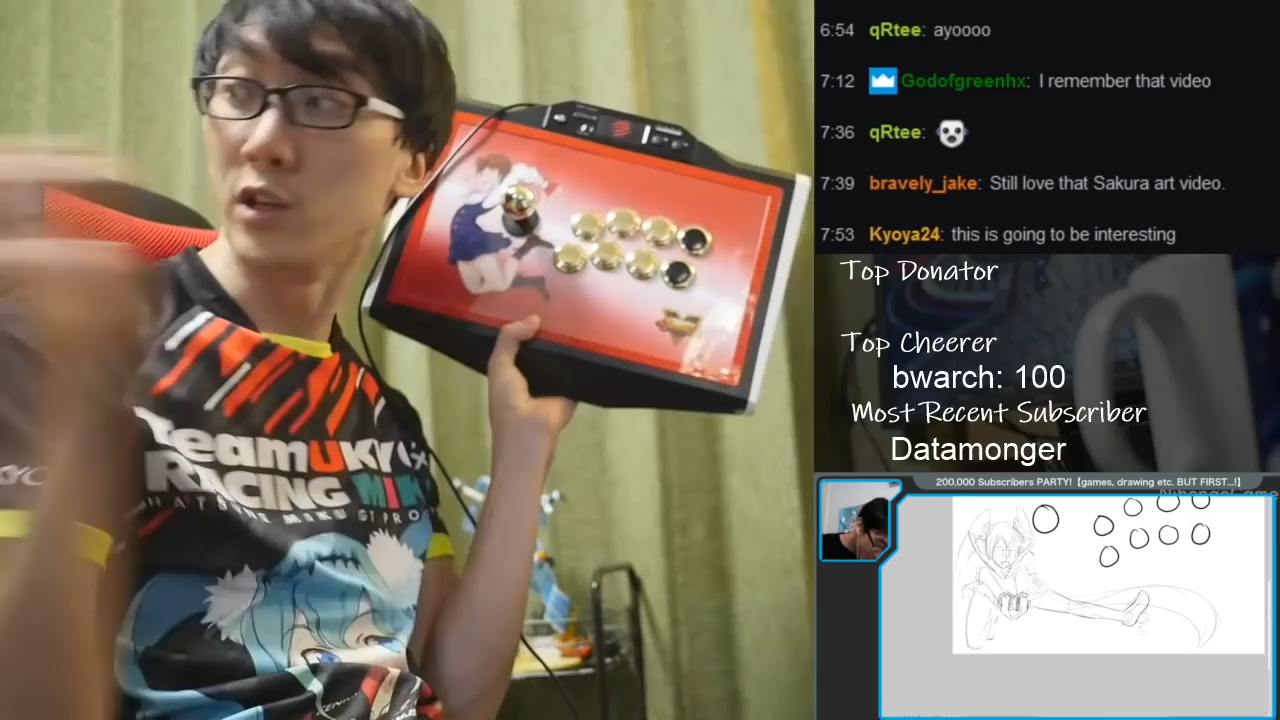 6:54 qRtee: ayoooo
7:12 Godofgreenhx: I remember that video
7:36 qRtee:
7:39 bravely_jake: Still love that Sakura art video.
7:53 Kyoya24: this is going to be interesting
Top Donator
Top Cheerer
bwarch: 100
Most Recent Subscriber
Datamonger
200,000 Subscribers PARTY!【games, drawing etc. BUT FIRST...!】
TeamUKYO
RACING MIK
HATSUNE MIKU GT PRO